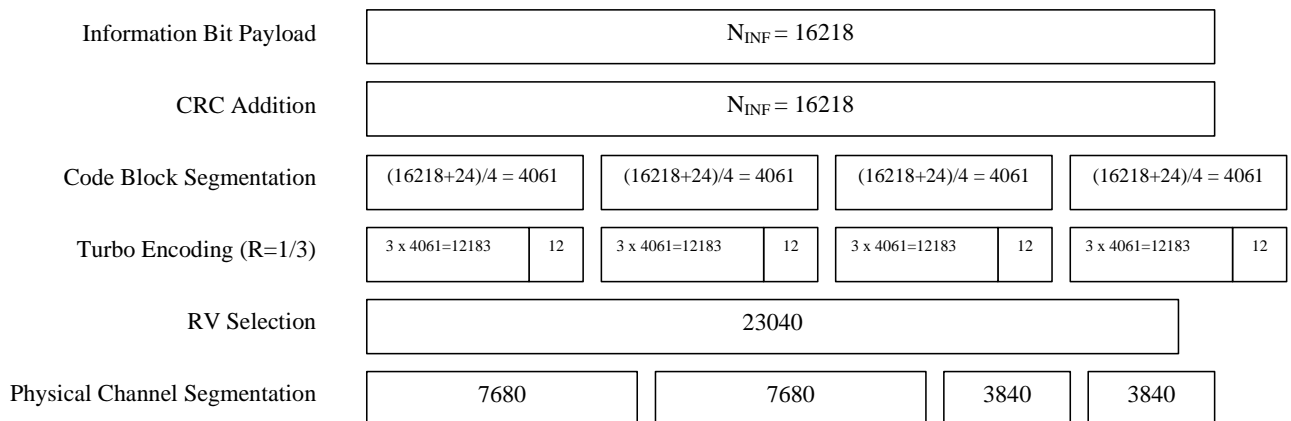 Information Bit Payload NINF = 16218
CRC Addition NINF = 16218
Code Block Segmentation (16218+24)/4 = 4061 (16218+24)/4 = 4061 (16218+24)/4 = 4061 (16218+24)/4 = 4061
Turbo Encoding (R=1/3) 3 x 4061=12183 12 3 x 4061=12183 12 3 x 4061=12183 12 3 x 4061=12183 12
RV Selection 23040
Physical Channel Segmentation 7680 7680 3840 3840